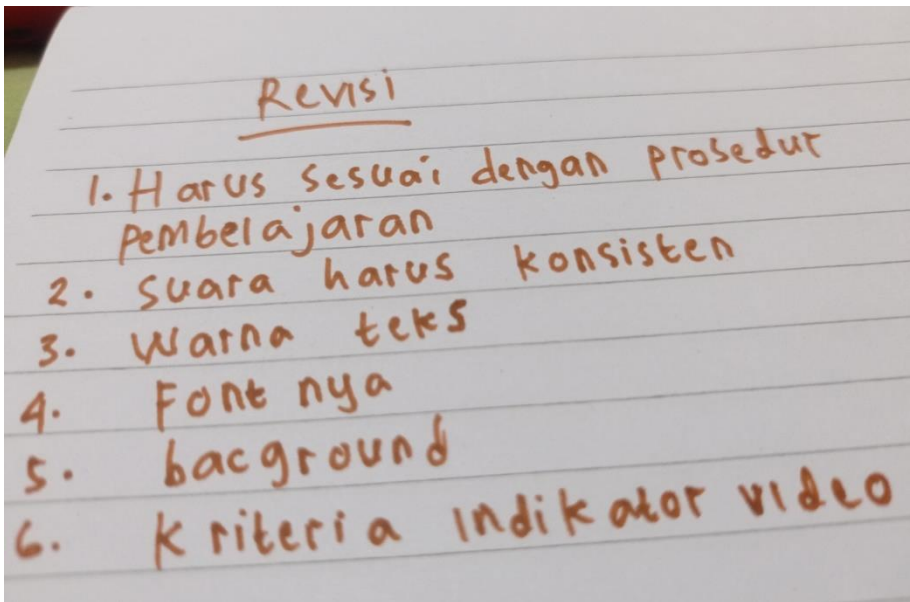 Revisi
1. Harus sesuai dengan prosedur
pembelajaran
2. suara harus konsisten
3. Warna teks
4. Font nya
5. bacground
6. kriteria indikator video